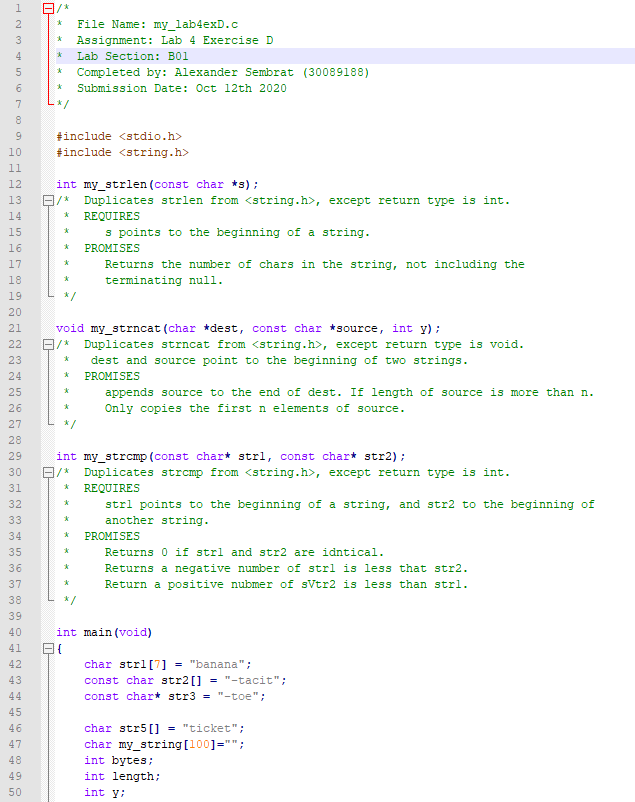 1 /*
2 *  File Name: my_lab4exD.c
3 *  Assignment: Lab 4 Exercise D
4 *  Lab Section: B01
5 *  Completed by: Alexander Sembrat (30089188)
6 *  Submission Date: Oct 12th 2020
7 */
8
9 #include <stdio.h>
10 #include <string.h>
11
12 int my_strlen(const char *s);
13 /*  Duplicates strlen from <string.h>, except return type is int.
14  *  REQUIRES
15  *     s points to the beginning of a string.
16  *  PROMISES
17  *     Returns the number of chars in the string, not including the
18  *     terminating null.
19  */
20
21 void my_strncat(char *dest, const char *source, int y);
22 /*  Duplicates strncat from <string.h>, except return type is void.
23  *   dest and source point to the beginning of two strings.
24  *  PROMISES
25  *     appends source to the end of dest. If length of source is more than n.
26  *     Only copies the first n elements of source.
27  */
28
29 int my_strcmp(const char* str1, const char* str2);
30 /*  Duplicates strcmp from <string.h>, except return type is int.
31  *  REQUIRES
32  *     str1 points to the beginning of a string, and str2 to the beginning of
33  *     another string.
34  *  PROMISES
35  *     Returns 0 if str1 and str2 are idntical.
36  *     Returns a negative number of str1 is less that str2.
37  *     Return a positive nubmer of sVtr2 is less than str1.
38  */
39
40 int main(void)
41 {
42     char str1[7] = "banana";
43     const char str2[] = "-tacit";
44     const char* str3 = "-toe";
45
46     char str5[] = "ticket";
47     char my_string[100]="";
48     int bytes;
49     int length;
50     int y;